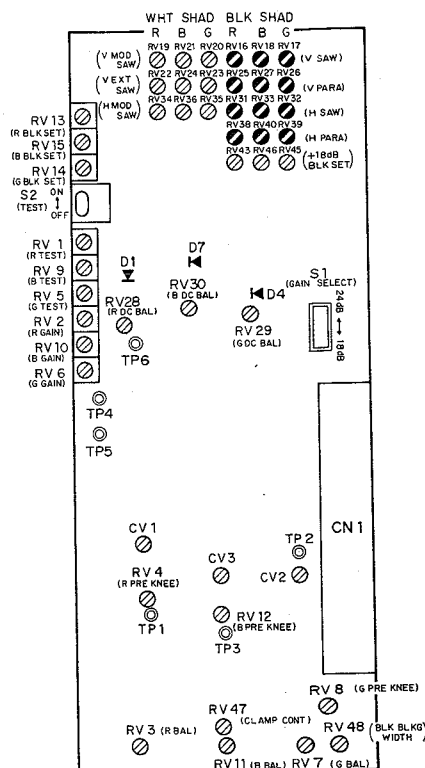 WHT SHAD BLK SHAD
R B G R B G
RV19 RV21 RV20 RV16 RV18 RV17
(V MOD SAW) (V SAW)
RV22 RV24 RV23 RV25 RV27 RV26
(V EXT SAW) (V PARA)
RV34 RV36 RV35 RV31 RV33 RV32
(H MOD SAW) (H SAW)
RV38 RV40 RV39
(H PARA)
RV43 RV46 RV45
(+18dB BLK SET)
RV 13
(R BLK SET)
RV 15
(B BLK SET)
RV 14
(G BLK SET)
S2 ON
(TEST) OFF
RV 1
(R TEST)
RV 9
(B TEST)
RV 5
(G TEST)
RV 2
(R GAIN)
RV 10
(B GAIN)
RV 6
(G GAIN)
D1
D7
RV30
(B DC BAL)
RV28
(R DC BAL)
D4
RV 29
(G DC BAL)
S1
(GAIN SELECT)
24dB
18dB
TP6
TP4
TP5
CN 1
CV 1
TP 2
CV3
CV2
RV 4
(R PRE KNEE)
TP1
RV 12
(B PRE KNEE)
TP3
RV 8 (G PRE KNEE)
RV 47
(CLAMP CONT)
RV 48 (BLK BLKG WIDTH)
RV 3 (R BAL)
RV 11 (B BAL) RV 7 (G BAL)